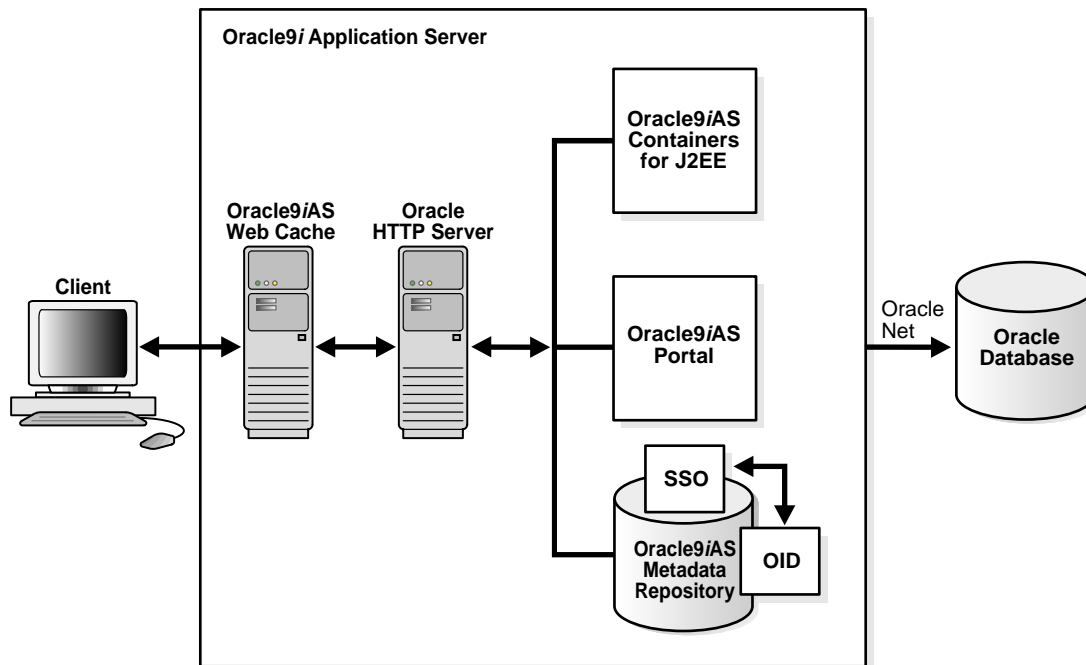 Oracle9i Application Server
Oracle9iAS
Containers
for J2EE
Oracle9iAS
Web Cache
Oracle
HTTP Server
Client
Oracle9iAS
Portal
Oracle
Net
Oracle
Database
SSO
Oracle9iAS
Metadata
Repository
OID